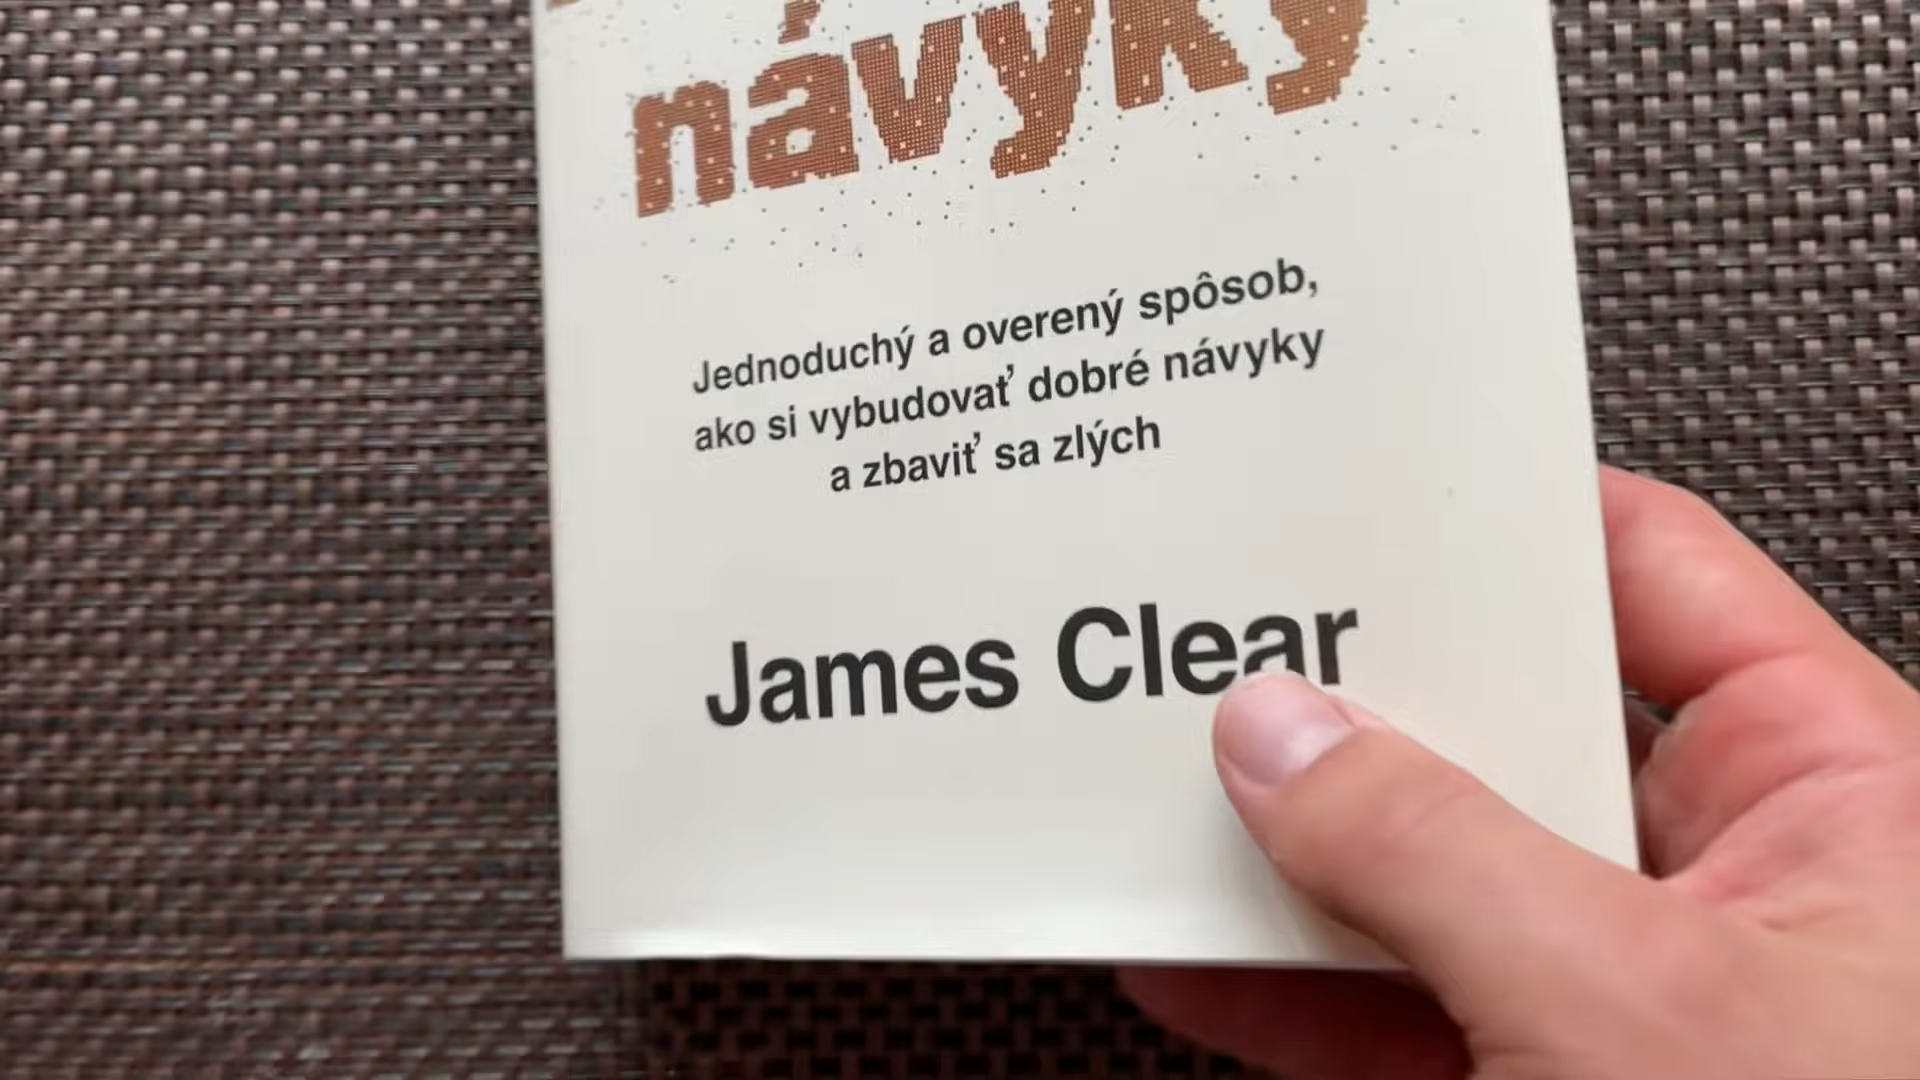 návyky
Jednoduchý a overený spôsob,
ako si vybudovať dobré návyky
a zbaviť sa zlých
James Clear